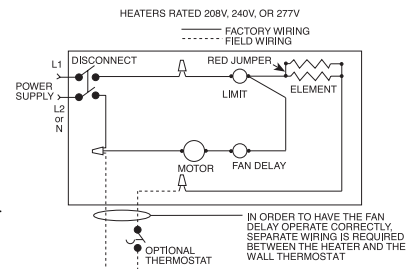 HEATERS RATED 208V, 240V, OR 277V
FACTORY WIRING
FIELD WIRING
L1
DISCONNECT
RED JUMPER
POWER
SUPPLY
LIMIT
ELEMENT
L2
or
N
MOTOR
FAN DELAY
IN ORDER TO HAVE THE FAN
DELAY OPERATE CORRECTLY,
SEPARATE WIRING IS REQUIRED
BETWEEN THE HEATER AND THE
WALL THERMOSTAT
OPTIONAL
THERMOSTAT